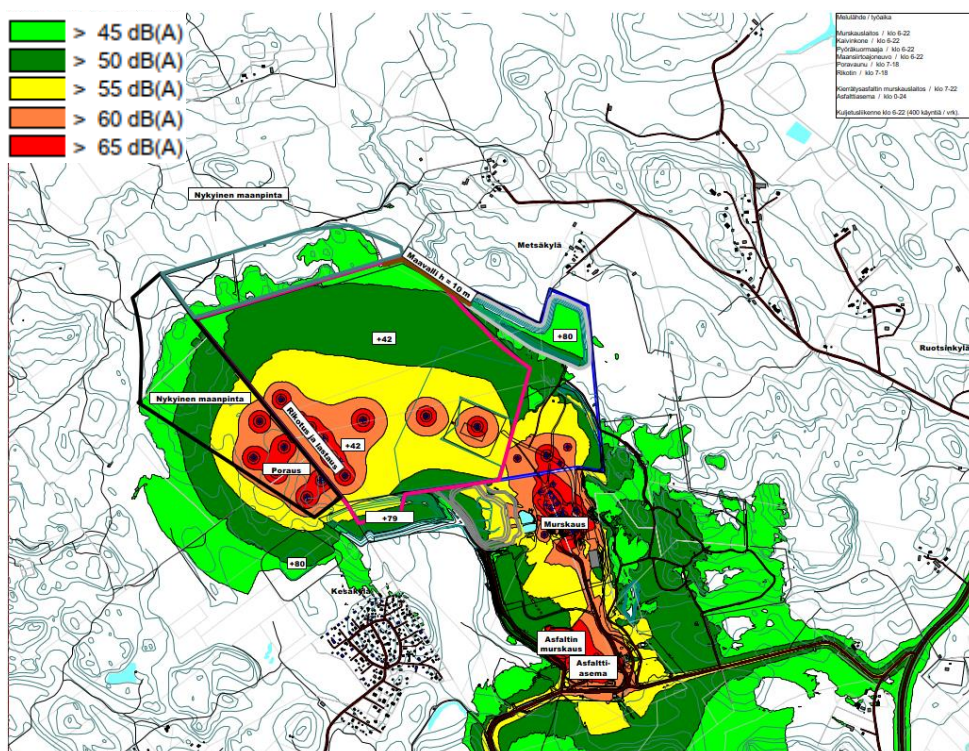 > 45 dB(A)
> 50 dB(A)
> 55 dB(A)
> 60 dB(A)
> 65 dB(A)
Melulähde / työaika
Murskauslaitos / klo 6-22
Kaivinkone / klo 6-22
Pyöräkuormaaja / klo 6-22
Maansiirtoajoneuvo / klo 6-22
Poravaunu / klo 7-18
Rikotin / klo 7-18
Kierrätysasfaltin murskauslaitos / klo 7-22
Asfalttiasema / klo 0-24
Kuljetusliikenne klo 6-22 (400 käyntiä / vrk).
Nykyinen maanpinta
Metsäkylä
Maavalli h = 10 m
+80
+42
Ruotsinkylä
Nykyinen maanpinta
Rikotus ja lastaus
+42
Poraus
+79
Murskaus
+80
Kesäkylä
Asfaltin
murskaus
Asfaltti-
asema